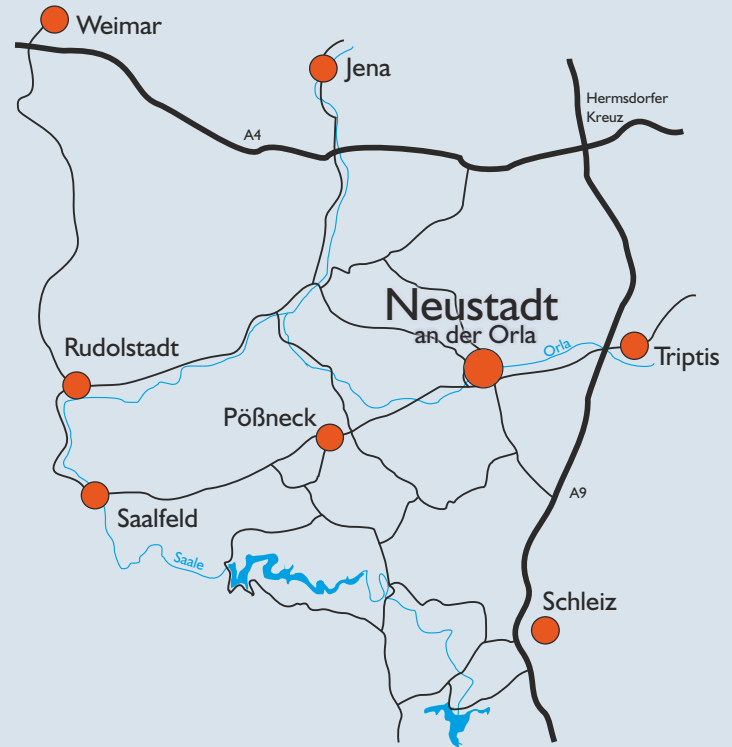 Weimar
Jena
Hermsdorfer
Kreuz
A4
Neustadt
an der Orla
Orla
Rudolstadt
Triptis
Pößneck
A9
Saalfeld
Saale
Schleiz